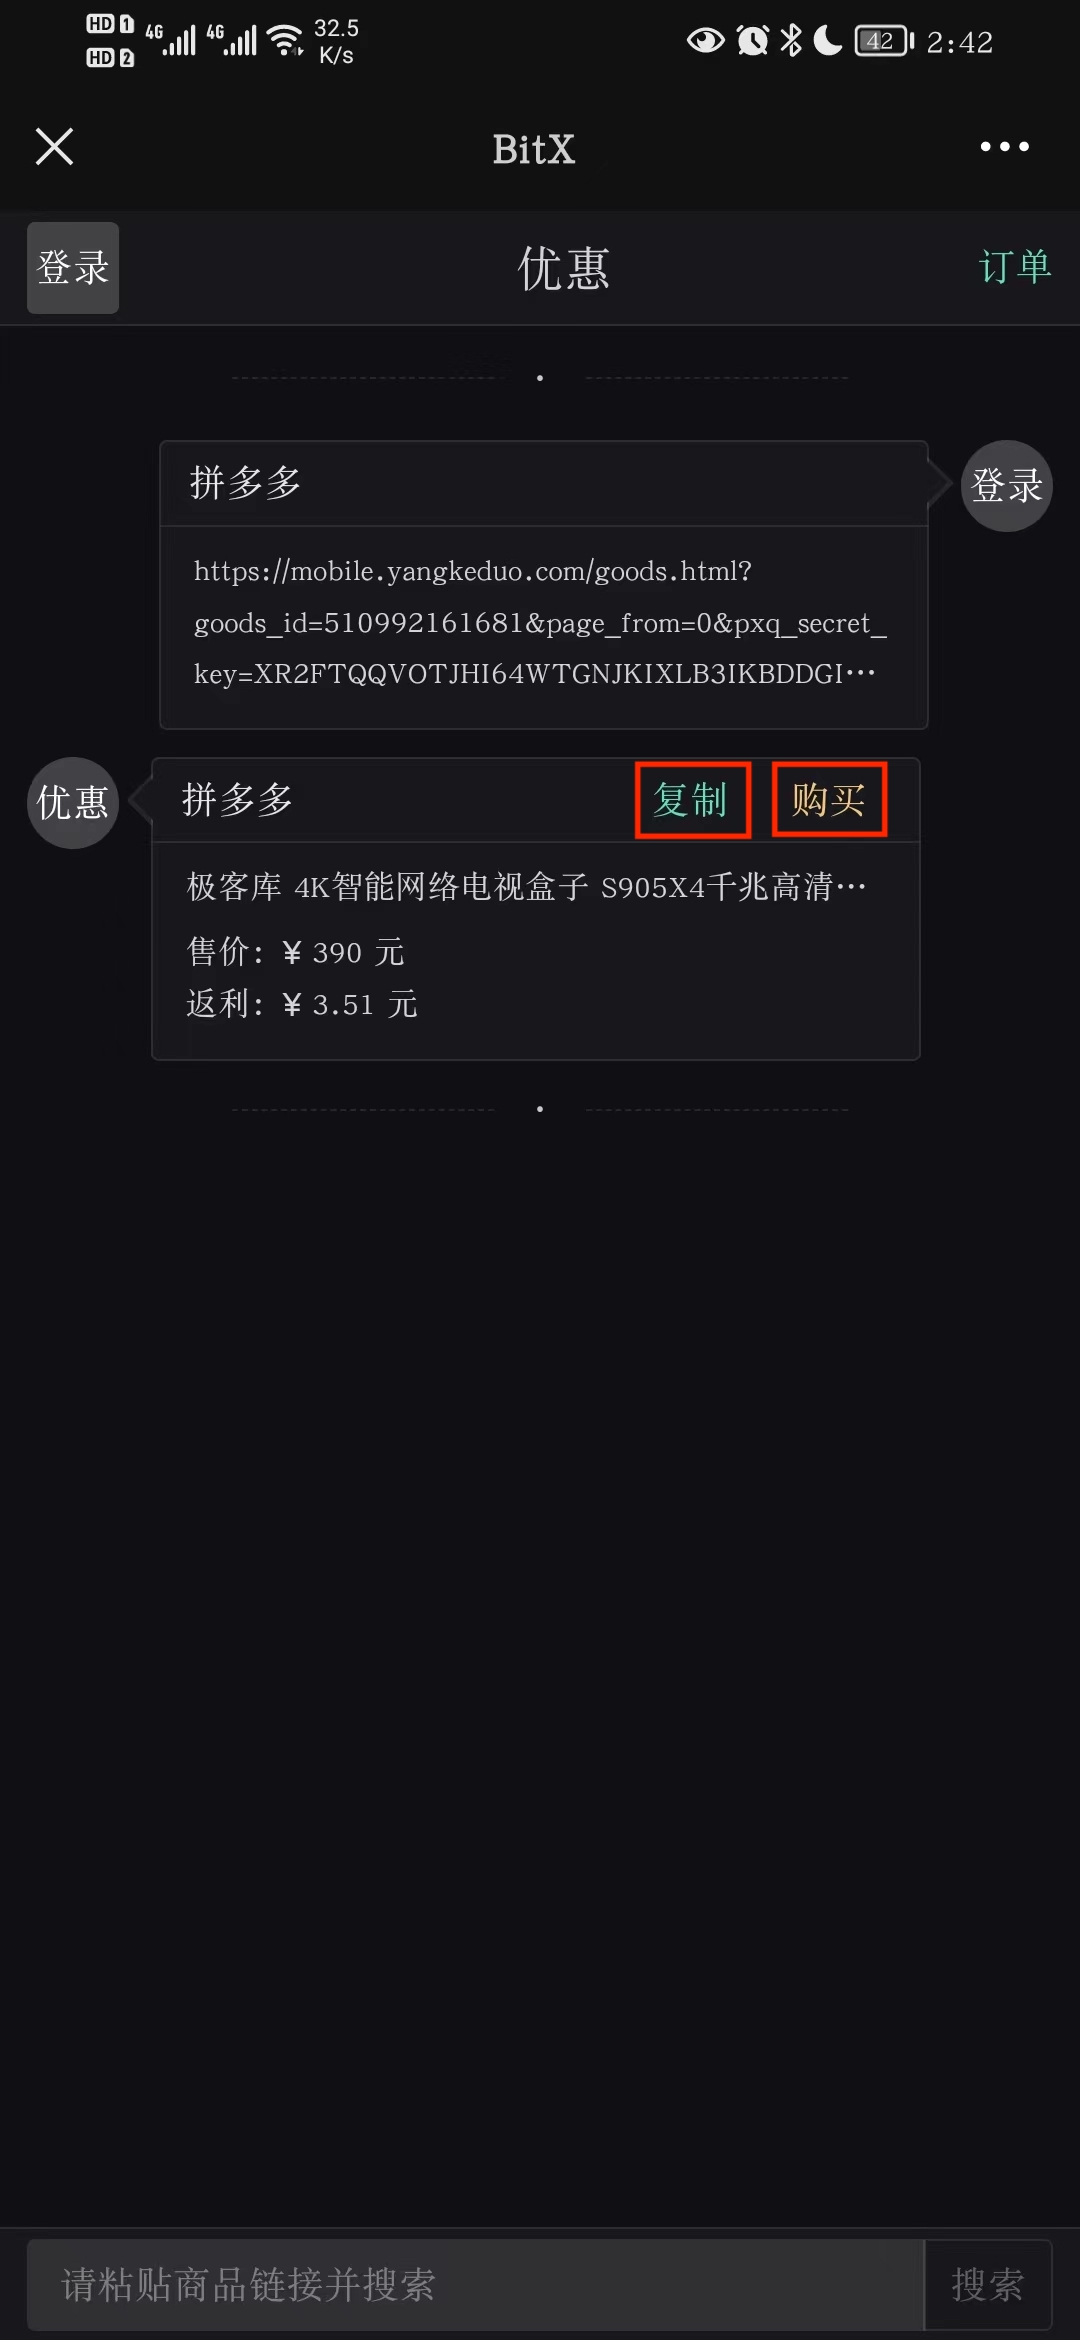 HD 1 4G 4G 32.5
HD 2 K/s
42 2:42
BitX
登录 优惠 订单
拼多多
登录
https://mobile.yangkeduo.com/goods.html?
goods_id=510992161681&page_from=0&pxq_secret_
key=XR2FTQQVOTJHI64WTGNJKIXLB3IKBDDGI…
优惠
拼多多 复制 购买
极客库 4K智能网络电视盒子 S905X4千兆高清…
售价：¥ 390 元
返利：¥ 3.51 元
请粘贴商品链接并搜索 搜索